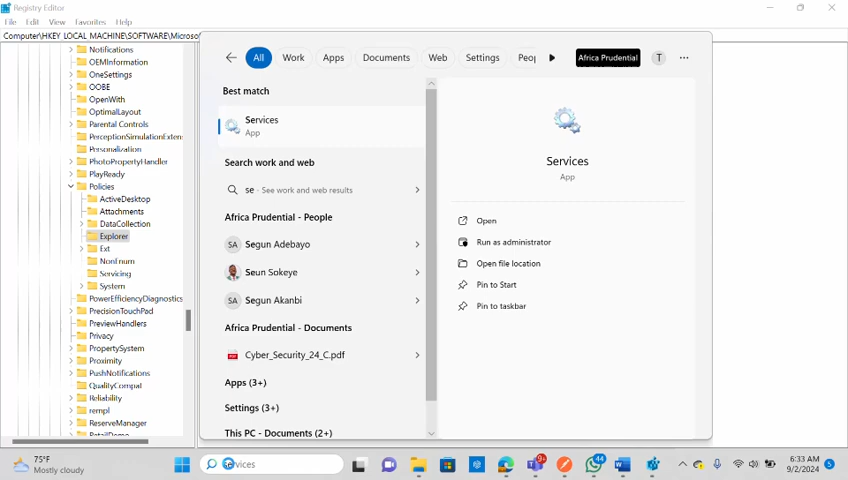 Registry Editor
File Edit View Favorites Help
Computer\HKEY_LOCAL_MACHINE\SOFTWARE\Microso
Notifications
OEMInformation
OneSettings
OOBE
OpenWith
OptimalLayout
Parental Controls
PerceptionSimulationExten
Personalization
PhotoPropertyHandler
PlayReady
Policies
ActiveDesktop
Attachments
DataCollection
Explorer
Ext
NonEnum
Servicing
System
PowerEfficiencyDiagnostics
PrecisionTouchPad
PreviewHandlers
Privacy
PropertySystem
Proximity
PushNotifications
QualityCompat
Reliability
rempl
ReserveManager
RetailDemo
All Work Apps Documents Web Settings Peop Africa Prudential T
Best match
Services
App
Search work and web
se - See work and web results
Africa Prudential - People
SA Segun Adebayo
Seun Sokeye
SA Segun Akanbi
Africa Prudential - Documents
Cyber_Security_24_C.pdf
Apps (3+)
Settings (3+)
This PC - Documents (2+)
Services
App
Open
Run as administrator
Open file location
Pin to Start
Pin to taskbar
75°F
Mostly cloudy
services
9+
44
6:33 AM
9/2/2024
5